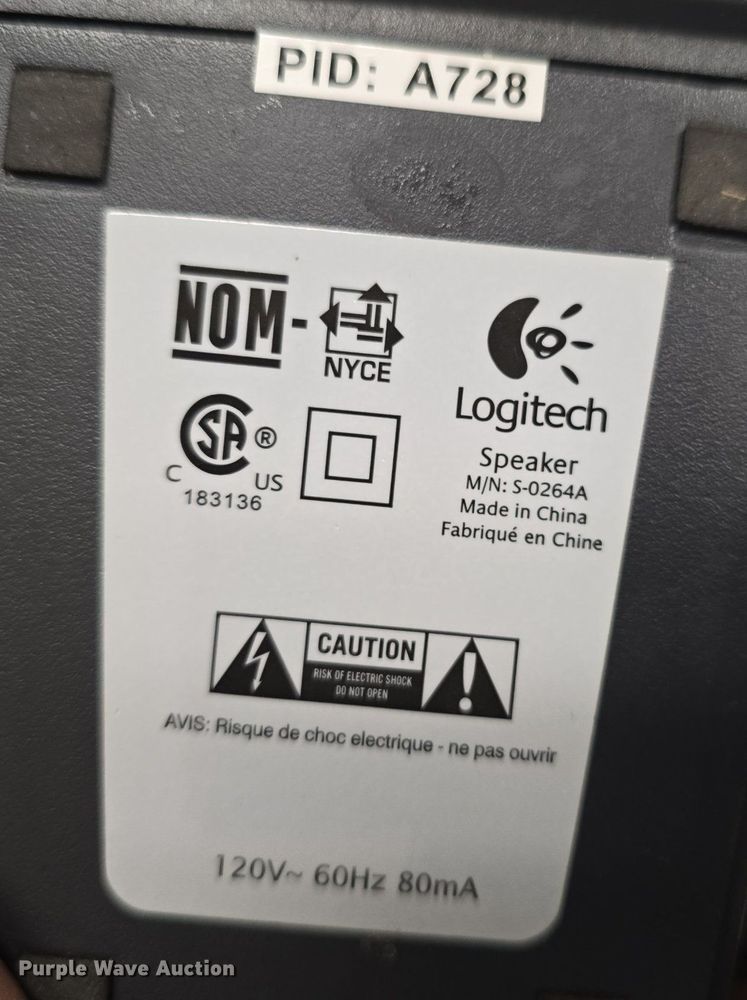 PID: A728
NOM-
NYCE
Logitech
Speaker
M/N: S-0264A
Made in China
Fabriqué en Chine
SA ®
C US
183136
CAUTION
RISK OF ELECTRIC SHOCK
DO NOT OPEN
AVIS: Risque de choc electrique - ne pas ouvrir
120V~ 60Hz 80mA
Purple Wave Auction